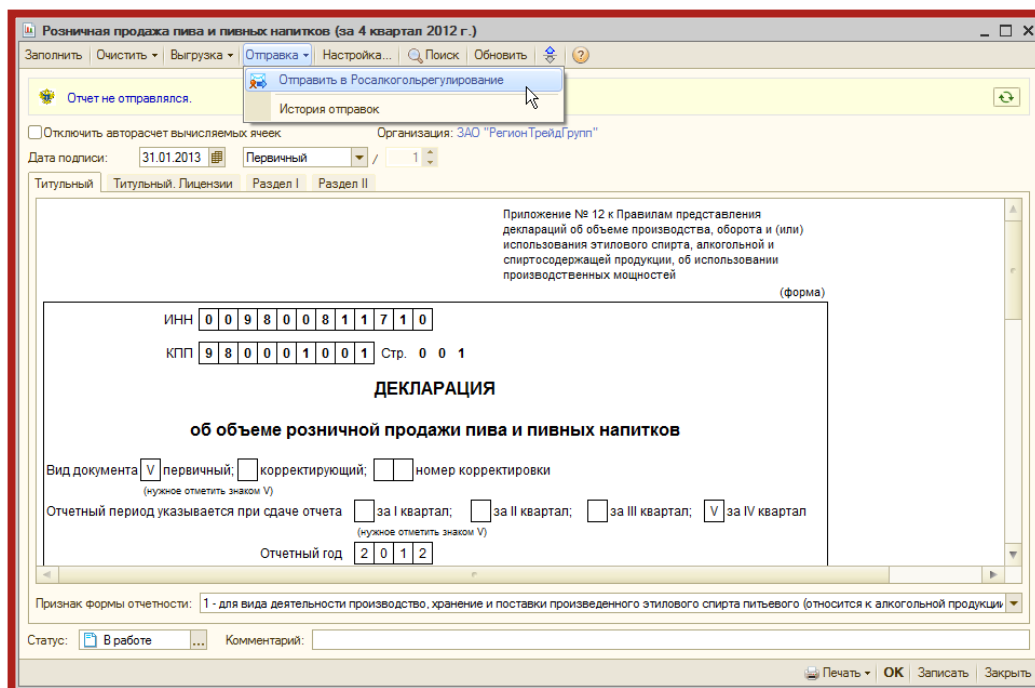 Розничная продажа пива и пивных напитков (за 4 квартал 2012 г.)
Заполнить Очистить Выгрузка Отправка Настройка... Поиск Обновить
Отправить в Росалкогольрегулирование
История отправок
Отчет не отправлялся.
Отключить авторасчет вычисляемых ячеек Организация: ЗАО "РегионТрейдГрупп"
Дата подписи: 31.01.2013 Первичный / 1
Титульный Титульный. Лицензии Раздел I Раздел II
Приложение № 12 к Правилам представления
деклараций об объеме производства, оборота и (или)
использования этилового спирта, алкогольной и
спиртосодержащей продукции, об использовании
производственных мощностей
(форма)
ИНН 0 0 9 8 0 0 8 1 1 7 1 0
КПП 9 8 0 0 0 1 0 0 1 Стр. 0 0 1
ДЕКЛАРАЦИЯ
об объеме розничной продажи пива и пивных напитков
Вид документа V первичный; корректирующий; номер корректировки
(нужное отметить знаком V)
Отчетный период указывается при сдаче отчета за I квартал; за II квартал; за III квартал; V за IV квартал
(нужное отметить знаком V)
Отчетный год 2 0 1 2
Признак формы отчетности: 1 - для вида деятельности производство, хранение и поставки произведенного этилового спирта питьевого (относится к алкогольной продукции
Статус: В работе ... Комментарий:
Печать OK Записать Закрыть